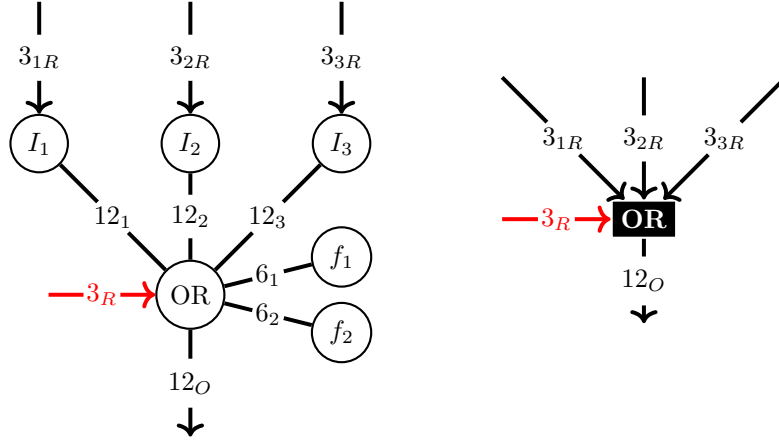 3_{1R} 3_{2R} 3_{3R}
I_1 I_2 I_3
12_1 12_2 12_3
3_R OR 6_1 f_1
6_2 f_2
12_O
3_{1R} 3_{2R} 3_{3R}
3_R OR
12_O